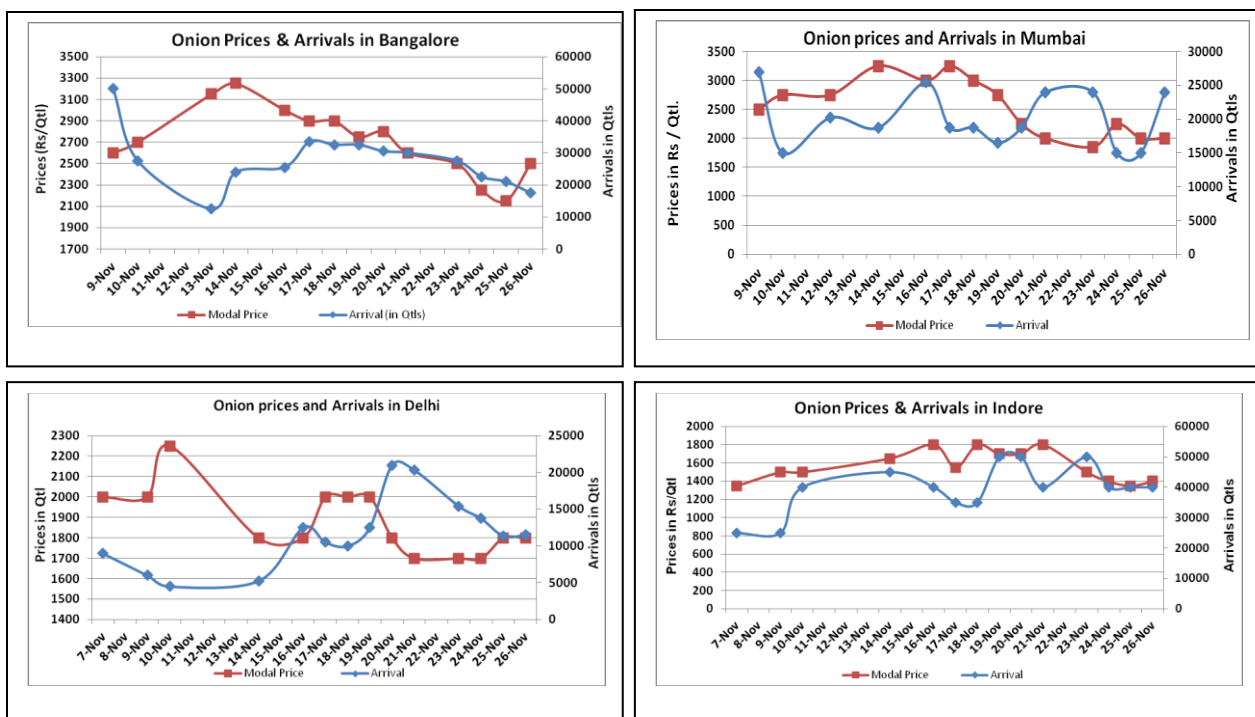 Onion Prices & Arrivals in Bangalore
3500
3300
3100
2900
2700
2500
2300
2100
1900
1700
Prices (Rs/Qtl)
60000
50000
40000
30000
20000
10000
0
Arrivals in Qtls
9-Nov
10-Nov
11-Nov
12-Nov
13-Nov
14-Nov
15-Nov
16-Nov
17-Nov
18-Nov
19-Nov
20-Nov
21-Nov
22-Nov
23-Nov
24-Nov
25-Nov
26-Nov
Modal Price
Arrival (in Qtls)
Onion prices and Arrivals in Mumbai
3500
3000
2500
2000
1500
1000
500
0
Prices in Rs / Qtl.
30000
25000
20000
15000
10000
5000
0
Arrivals in Qtls
9-Nov
10-Nov
11-Nov
12-Nov
13-Nov
14-Nov
15-Nov
16-Nov
17-Nov
18-Nov
19-Nov
20-Nov
21-Nov
22-Nov
23-Nov
24-Nov
25-Nov
26-Nov
Modal Price
Arrival
Onion prices and Arrivals in Delhi
2300
2200
2100
2000
1900
1800
1700
1600
1500
1400
Prices in Qtl
25000
20000
15000
10000
5000
0
Arrivals in Qtls
7-Nov
8-Nov
9-Nov
10-Nov
11-Nov
12-Nov
13-Nov
14-Nov
15-Nov
16-Nov
17-Nov
18-Nov
19-Nov
20-Nov
21-Nov
22-Nov
23-Nov
24-Nov
25-Nov
26-Nov
Modal Price
Arrival
Onion Prices & Arrivals in Indore
2000
1800
1600
1400
1200
1000
800
600
400
200
0
Prices in Rs/Qtl
60000
50000
40000
30000
20000
10000
0
Arrivals in Qtls
7-Nov
8-Nov
9-Nov
10-Nov
11-Nov
12-Nov
13-Nov
14-Nov
15-Nov
16-Nov
17-Nov
18-Nov
19-Nov
20-Nov
21-Nov
22-Nov
23-Nov
24-Nov
25-Nov
26-Nov
Modal Price
Arrival